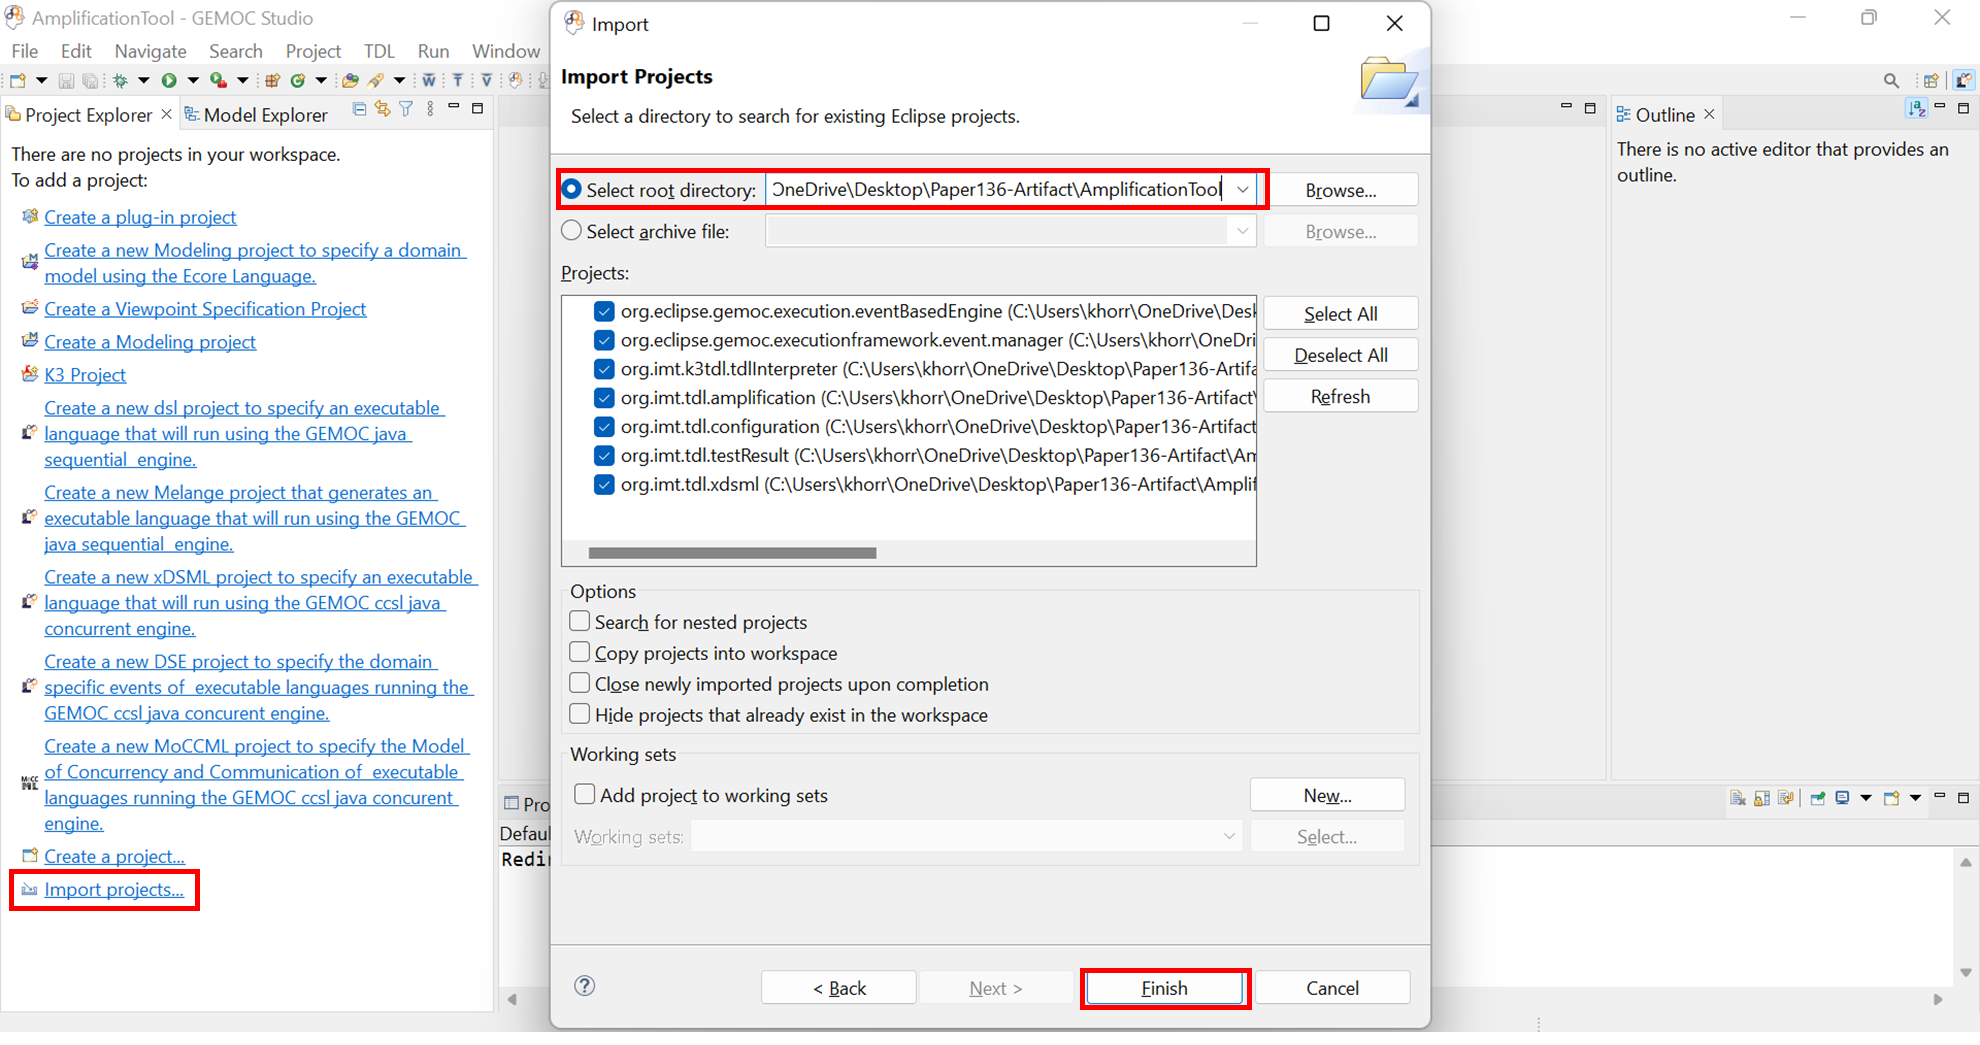 AmplificationTool - GEMOC Studio
File Edit Navigate Search Project TDL Run Window
Project Explorer
Model Explorer
There are no projects in your workspace.
To add a project:
Create a plug-in project
Create a new Modeling project to specify a domain
model using the Ecore Language.
Create a Viewpoint Specification Project
Create a Modeling project
K3 Project
Create a new dsl project to specify an executable
language that will run using the GEMOC java
sequential engine.
Create a new Melange project that generates an
executable language that will run using the GEMOC
java sequential engine.
Create a new xDSML project to specify an executable
language that will run using the GEMOC ccsl java
concurrent engine.
Create a new DSE project to specify the domain
specific events of executable languages running the
GEMOC ccsl java concurent engine.
Create a new MoCCML project to specify the Model
of Concurrency and Communication of executable
languages running the GEMOC ccsl java concurent
engine.
Create a project...
Import projects...
Import
Import Projects
Select a directory to search for existing Eclipse projects.
Select root directory: OneDrive\Desktop\Paper136-Artifact\AmplificationTool Browse...
Select archive file: Browse...
Projects:
org.eclipse.gemoc.execution.eventBasedEngine (C:\Users\khorr\OneDrive\Desk
org.eclipse.gemoc.executionframework.event.manager (C:\Users\khorr\OneDri
org.imt.k3tdl.tdlInterpreter (C:\Users\khorr\OneDrive\Desktop\Paper136-Artifa
org.imt.tdl.amplification (C:\Users\khorr\OneDrive\Desktop\Paper136-Artifact\
org.imt.tdl.configuration (C:\Users\khorr\OneDrive\Desktop\Paper136-Artifact
org.imt.tdl.testResult (C:\Users\khorr\OneDrive\Desktop\Paper136-Artifact\Am
org.imt.tdl.xdsml (C:\Users\khorr\OneDrive\Desktop\Paper136-Artifact\Amplif
Select All
Deselect All
Refresh
Options
Search for nested projects
Copy projects into workspace
Close newly imported projects upon completion
Hide projects that already exist in the workspace
Working sets
Add project to working sets New...
Working sets: Select...
< Back Next > Finish Cancel
Pro
Defaul
Redir
Outline
There is no active editor that provides an
outline.